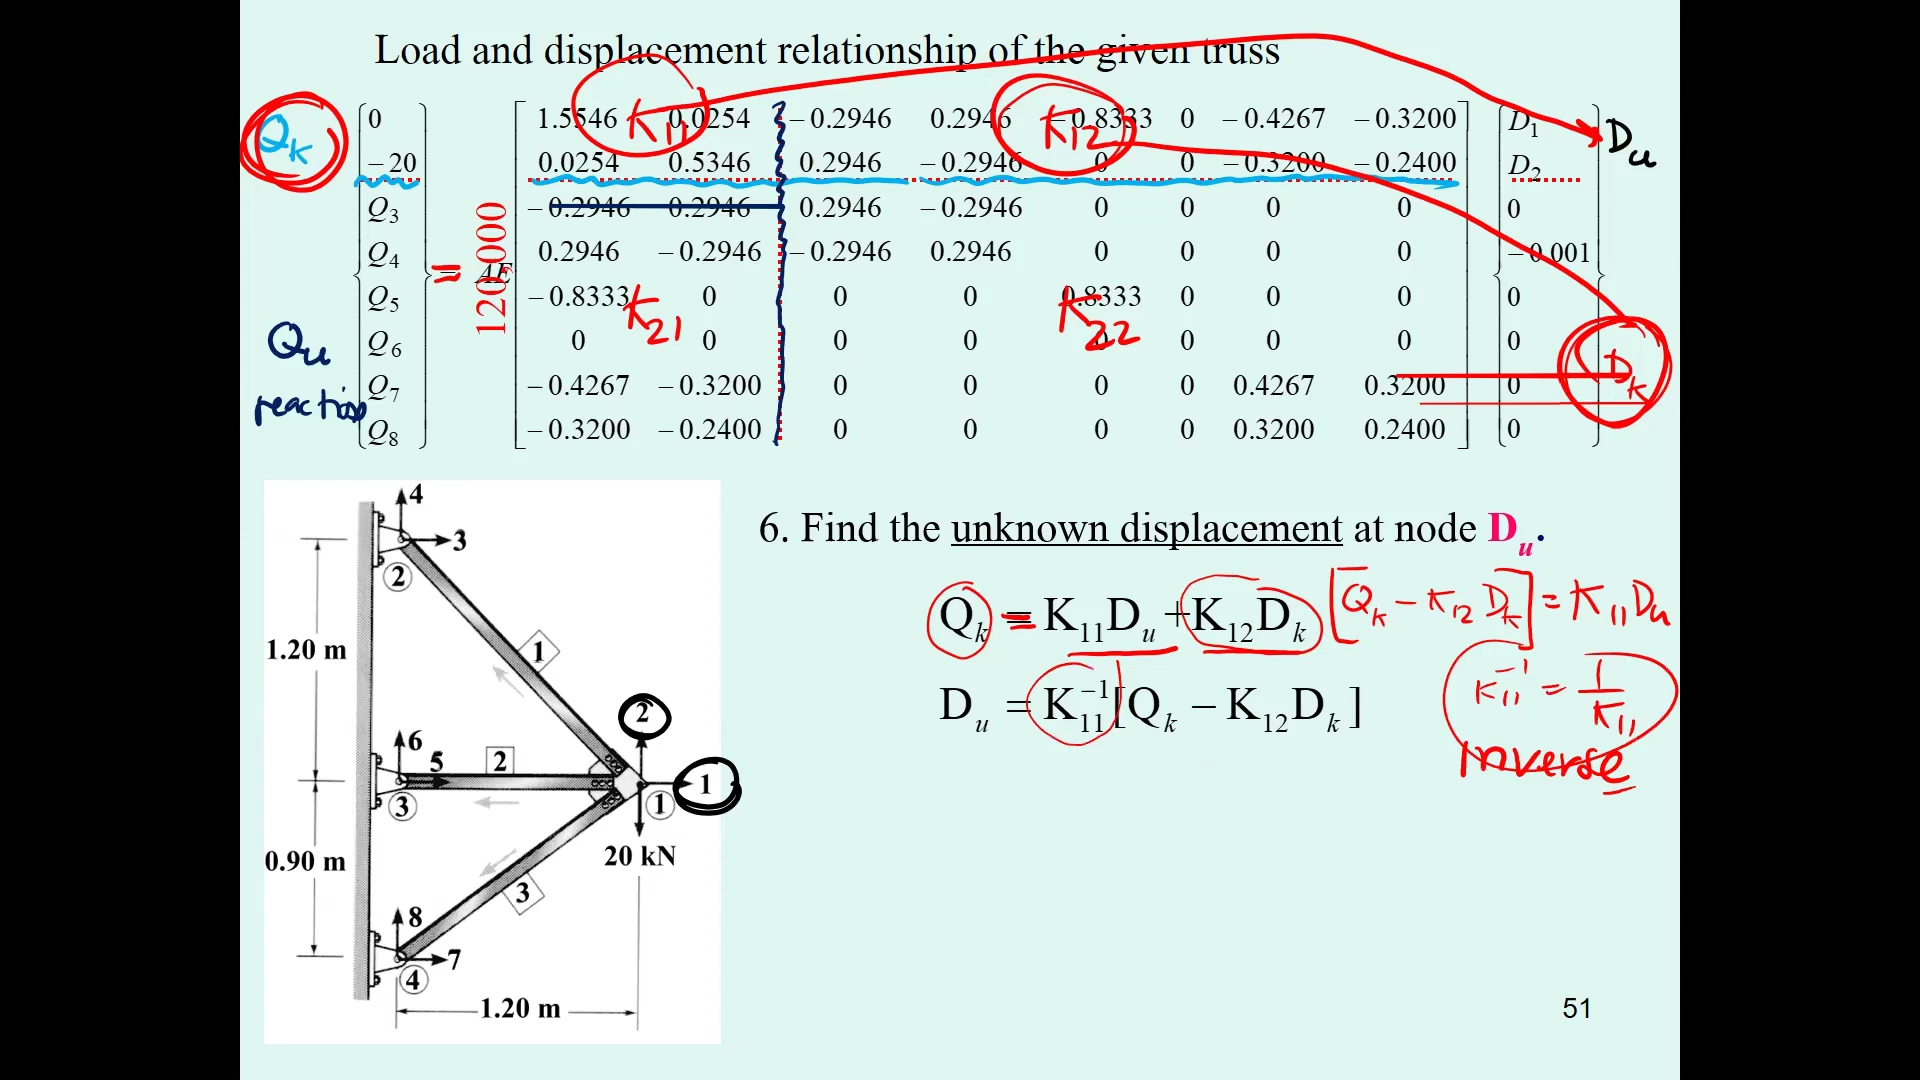 Load and displacement relationship of the given truss
Qk
0 1.5546 K11 0.0254 −0.2946 0.2946 K12 −0.8333 0 −0.4267 −0.3200 D1 Du
−20 0.0254 0.5346 0.2946 −0.2946 0 0 −0.3200 −0.2400 D2
Q3 −0.2946 0.2946 0.2946 −0.2946 0 0 0 0 0
Q4 0.2946 −0.2946 −0.2946 0.2946 0 0 0 0 −0.001
= AE
120,000
Q5 −0.8333 0 0 0 0.8333 0 0 0 0
K21 K22
Qu Q6 0 0 0 0 0 0 0 0 0
Dk
Q7 −0.4267 −0.3200 0 0 0 0 0.4267 0.3200 0
reaction
Q8 −0.3200 −0.2400 0 0 0 0 0.3200 0.2400 0
4
3
2
1.20 m
1
2
6
5
2
3
1
1
0.90 m
20 kN
3
8
7
4
1.20 m
6. Find the unknown displacement at node Du.
Qk = K11Du + K12Dk
[Qk − K12 Dk] = K11 Du
Du = K11−1[Qk − K12Dk]
K11−1 = 1/K11
Inverse
51